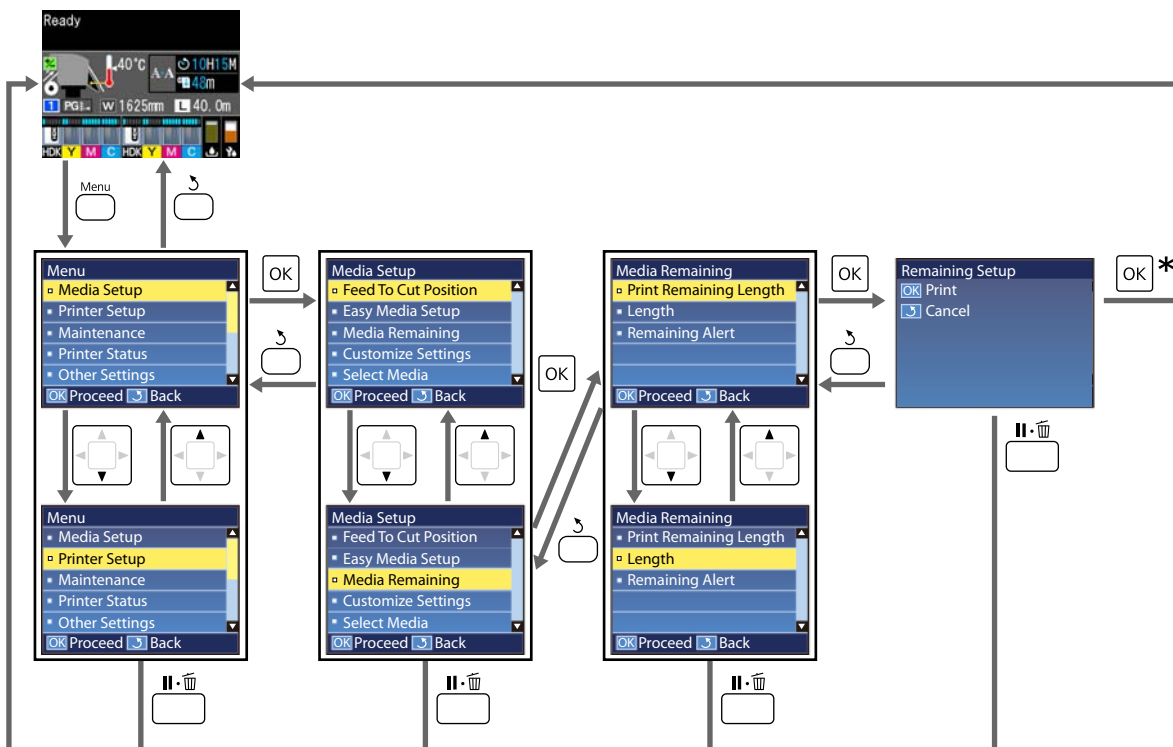 Ready
40°C A A 10H15M
48m
1 PG W 1625mm L 40. 0m
HDK Y M C HDK Y M C
Menu
Menu
Media Setup
Printer Setup
Maintenance
Printer Status
Other Settings
OK Proceed Back
OK
Media Setup
Feed To Cut Position
Easy Media Setup
Media Remaining
Customize Settings
Select Media
OK Proceed Back
OK
Media Remaining
Print Remaining Length
Length
Remaining Alert
OK Proceed Back
OK
Remaining Setup
OK Print
Cancel
OK *
Menu
Media Setup
Printer Setup
Maintenance
Printer Status
Other Settings
OK Proceed Back
Media Setup
Feed To Cut Position
Easy Media Setup
Media Remaining
Customize Settings
Select Media
OK Proceed Back
Media Remaining
Print Remaining Length
Length
Remaining Alert
OK Proceed Back